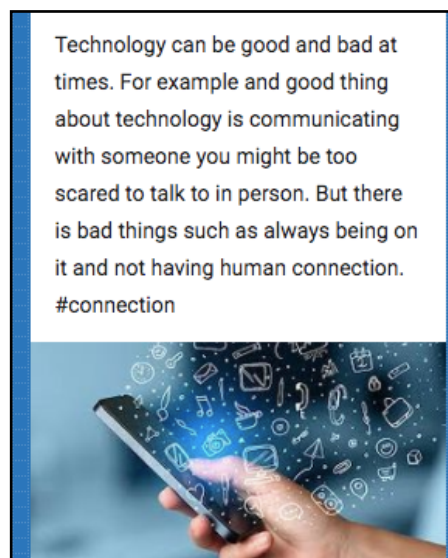 Technology can be good and bad at
times. For example and good thing
about technology is communicating
with someone you might be too
scared to talk to in person. But there
is bad things such as always being on
it and not having human connection.
#connection